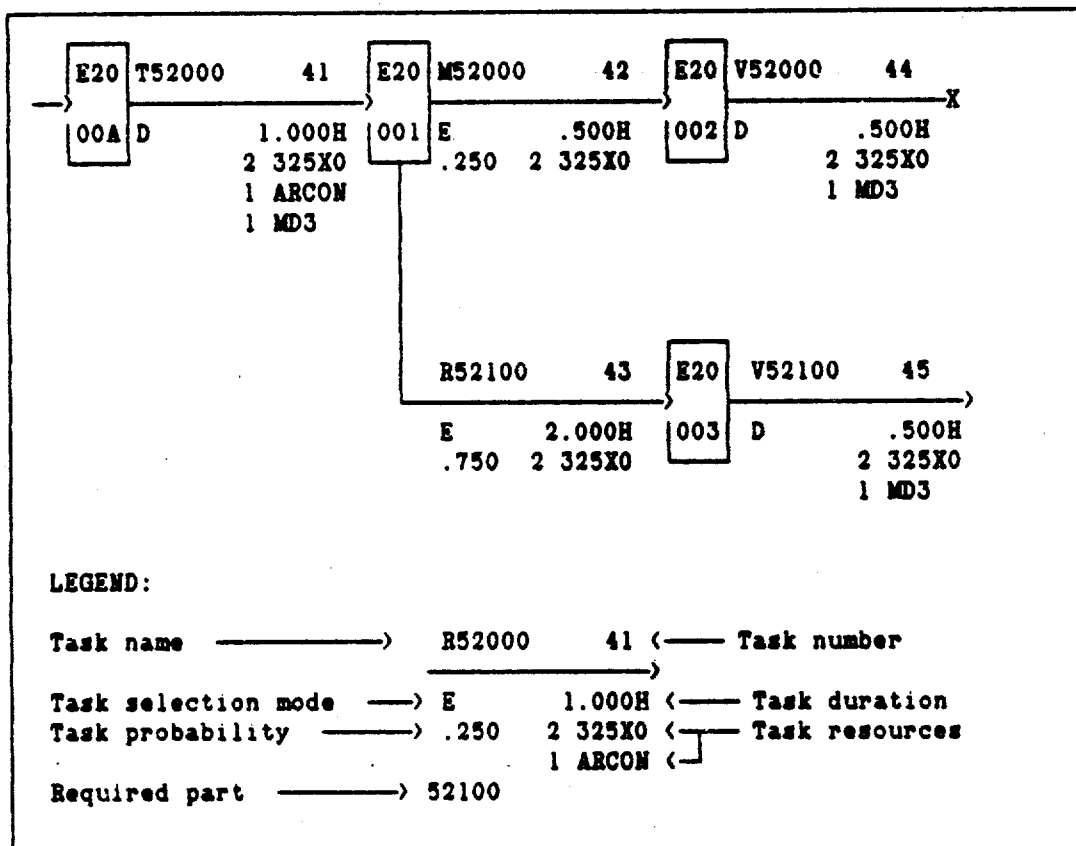 E20 T52000 41 E20 M52000 42 E20 V52000 44
X
00A D 1.000H 001 E .500H 002 D .500H
2 325X0 .250 2 325X0 2 325X0
1 ARCON 1 MD3
1 MD3
R52100 43 E20 V52100 45
E 2.000H 003 D .500H
.750 2 325X0 2 325X0
1 MD3
LEGEND:
Task name R52000 41 Task number
Task selection mode E 1.000H Task duration
Task probability .250 2 325X0 Task resources
1 ARCON
Required part 52100